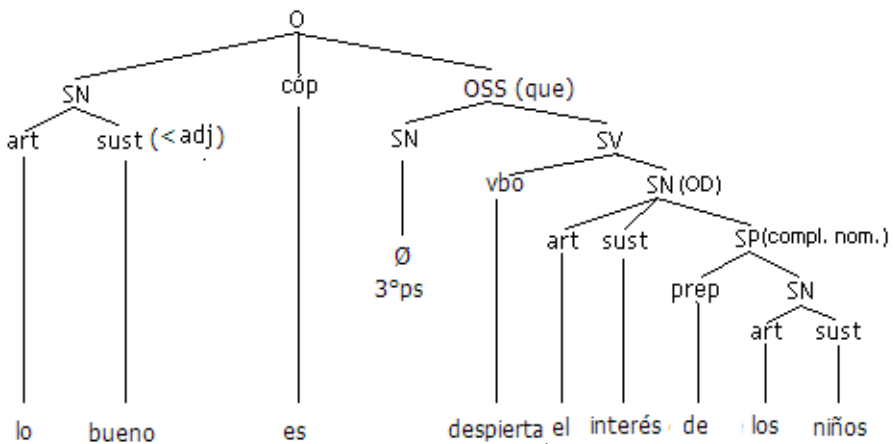 O
SN cóp OSS (que)
art sust (< adj) SN SV
vbo SN (OD)
Ø art sust SP(compl. nom.)
3°ps prep SN
art sust
lo bueno es despierta el interés de los niños